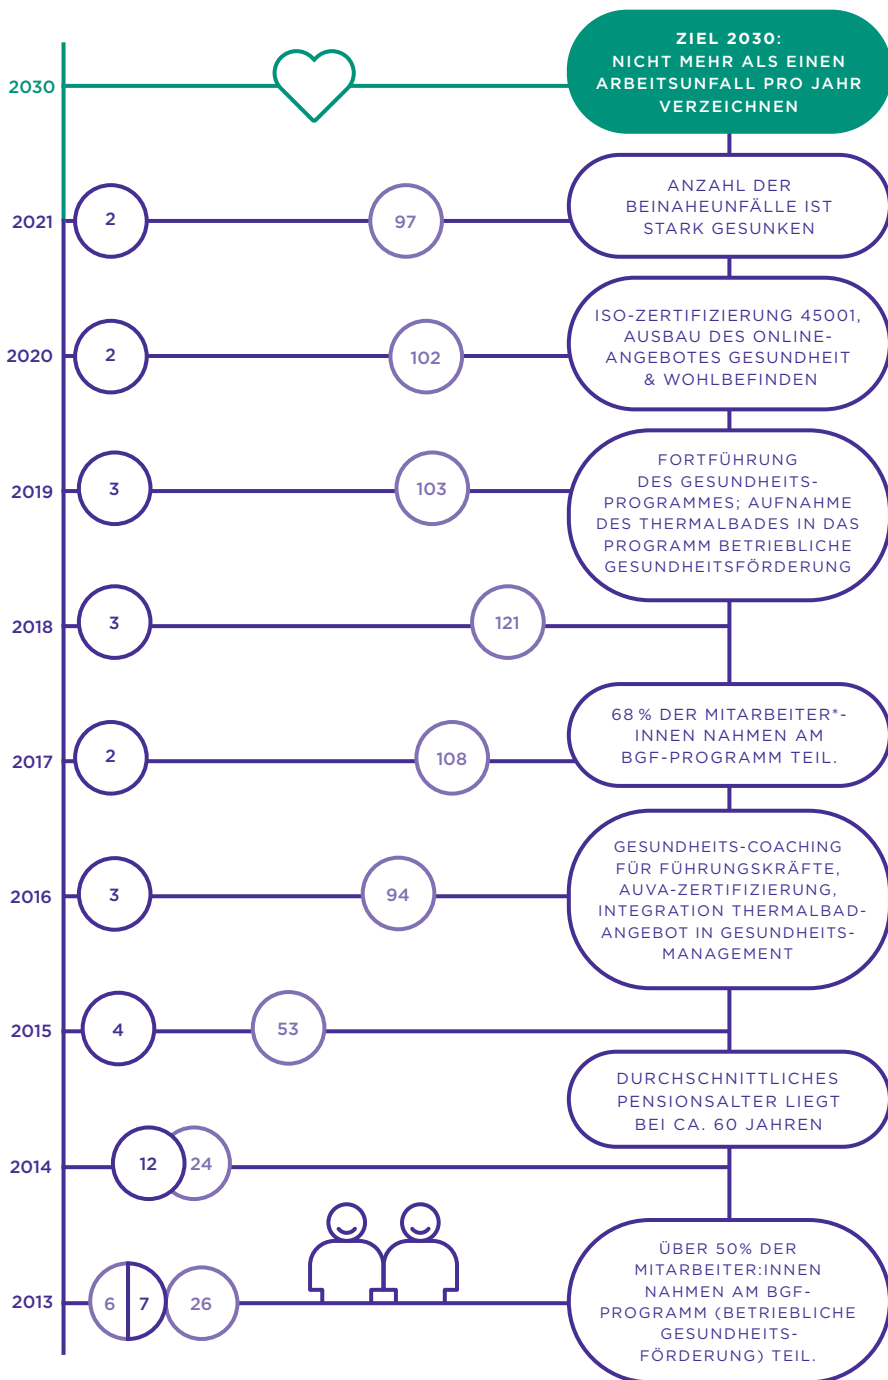 ZIEL 2030:
NICHT MEHR ALS EINEN
ARBEITSUNFALL PRO JAHR
VERZEICHNEN
2030
ANZAHL DER
BEINAHEUNFÄLLE IST
STARK GESUNKEN
2021
2
97
ISO-ZERTIFIZIERUNG 45001,
AUSBAU DES ONLINE-
ANGEBOTES GESUNDHEIT
& WOHLBEFINDEN
2020
2
102
FORTFÜHRUNG
DES GESUNDHEITS-
PROGRAMMES; AUFNAHME
DES THERMALBADES IN DAS
PROGRAMM BETRIEBLICHE
GESUNDHEITSFÖRDERUNG
2019
3
103
2018
3
121
68 % DER MITARBEITER*-
INNEN NAHMEN AM
BGF-PROGRAMM TEIL.
2017
2
108
GESUNDHEITS-COACHING
FÜR FÜHRUNGSKRÄFTE,
AUVA-ZERTIFIZIERUNG,
INTEGRATION THERMALBAD-
ANGEBOT IN GESUNDHEITS-
MANAGEMENT
2016
3
94
2015
4
53
DURCHSCHNITTLICHES
PENSIONSALTER LIEGT
BEI CA. 60 JAHREN
2014
12
24
ÜBER 50% DER
MITARBEITER:INNEN
NAHMEN AM BGF-
PROGRAMM (BETRIEBLICHE
GESUNDHEITS-
FÖRDERUNG) TEIL.
2013
6
7
26